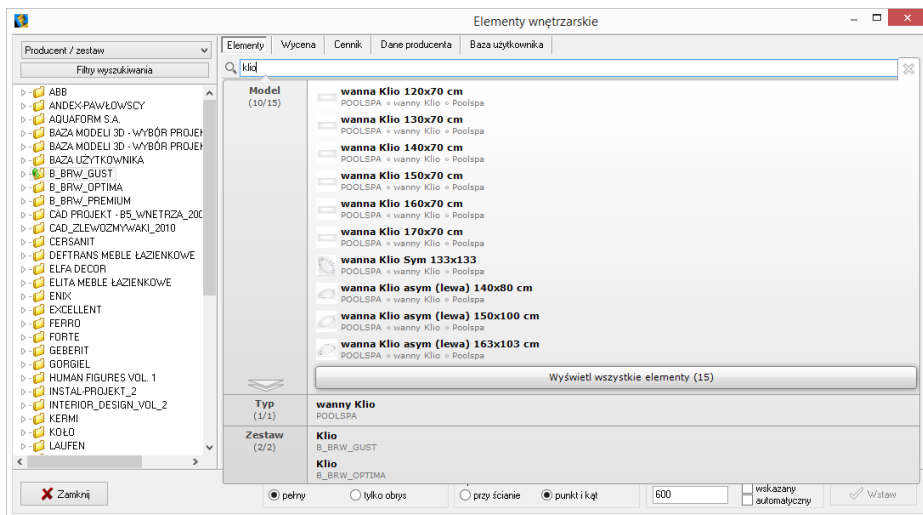 Elementy wnętrzarskie
Producent / zestaw
Filtry wyszukiwania
ABB
ANDEX-PAWŁOWSCY
AQUAFORM S.A.
BAZA MODELI 3D - WYBÓR PROJEK
BAZA MODELI 3D - WYBÓR PROJEK
BAZA UŻYTKOWNIKA
B_BRW_GUST
B_BRW_OPTIMA
B_BRW_PREMIUM
CAD PROJEKT - B5_WNETRZA_200
CAD_ZLEWOZMYWAKI_2010
CERSANIT
DEFTRANS MEBLE ŁAZIENKOWE
ELFA DECOR
ELITA MEBLE ŁAZIENKOWE
ENIX
EXCELLENT
FERRO
FORTE
GEBERIT
GORGIEL
HUMAN FIGURES VOL. 1
INSTAL-PROJEKT_2
INTERIOR_DESIGN_VOL_2
KERMI
KOŁO
LAUFEN
Elementy Wycena Cennik Dane producenta Baza użytkownika
klio
Model
(10/15)
wanna Klio 120x70 cm
POOLSPA » wanny Klio » Poolspa
wanna Klio 130x70 cm
POOLSPA » wanny Klio » Poolspa
wanna Klio 140x70 cm
POOLSPA » wanny Klio » Poolspa
wanna Klio 150x70 cm
POOLSPA » wanny Klio » Poolspa
wanna Klio 160x70 cm
POOLSPA » wanny Klio » Poolspa
wanna Klio 170x70 cm
POOLSPA » wanny Klio » Poolspa
wanna Klio Sym 133x133
POOLSPA » wanny Klio » Poolspa
wanna Klio asym (lewa) 140x80 cm
POOLSPA » wanny Klio » Poolspa
wanna Klio asym (lewa) 150x100 cm
POOLSPA » wanny Klio » Poolspa
wanna Klio asym (lewa) 163x103 cm
POOLSPA » wanny Klio » Poolspa
Wyświetl wszystkie elementy (15)
Typ
(1/1)
wanny Klio
POOLSPA
Zestaw
(2/2)
Klio
B_BRW_GUST
Klio
B_BRW_OPTIMA
Zamknij
pełny tylko obrys przy ścianie punkt i kąt 600
wskazany
automatyczny
Wstaw